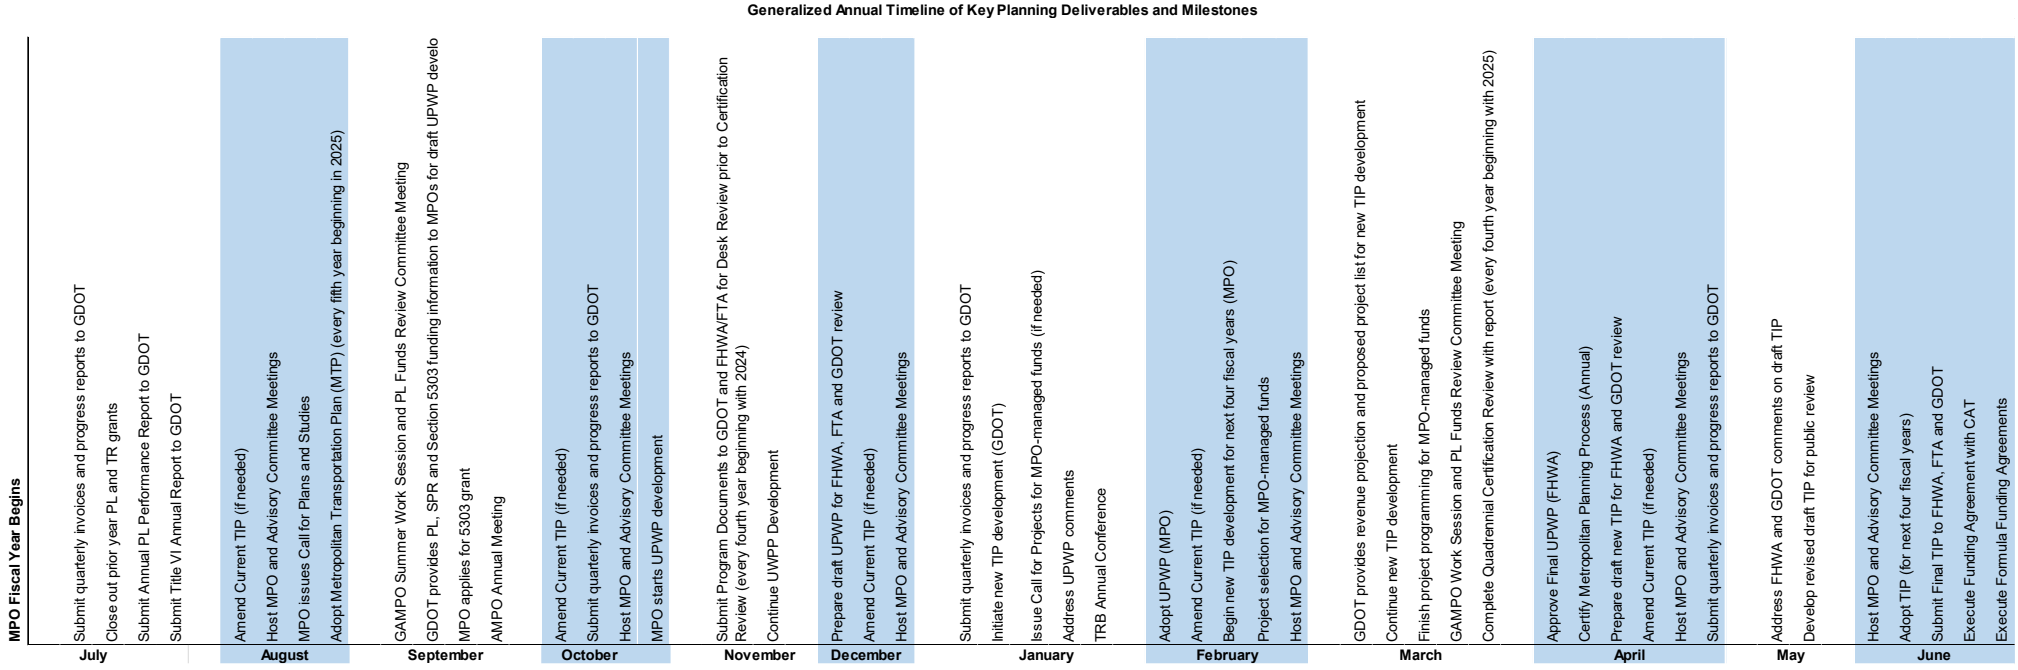 Generalized Annual Timeline of Key Planning Deliverables and Milestones
MPO Fiscal Year Begins
Submit quarterly invoices and progress reports to GDOT
Close out prior year PL and TR grants
Submit Annual PL Performance Report to GDOT
Submit Title VI Annual Report to GDOT
July
Amend Current TIP (if needed)
Host MPO and Advisory Committee Meetings
MPO issues Call for Plans and Studies
Adopt Metropolitan Transportation Plan (MTP) (every fifth year beginning in 2025)
August
GAMPO Summer Work Session and PL Funds Review Committee Meeting
GDOT provides PL, SPR and Section 5303 funding information to MPOs for draft UPWP develo
MPO applies for 5303 grant
AMPO Annual Meeting
September
Amend Current TIP (if needed)
Submit quarterly invoices and progress reports to GDOT
Host MPO and Advisory Committee Meetings
MPO starts UPWP development
October
Submit Program Documents to GDOT and FHWA/FTA for Desk Review prior to Certification
Review (every fourth year beginning with 2024)
Continue UWPP Development
November
Prepare draft UPWP for FHWA, FTA and GDOT review
Amend Current TIP (if needed)
Host MPO and Advisory Committee Meetings
December
Submit quarterly invoices and progress reports to GDOT
Initiate new TIP development (GDOT)
Issue Call for Projects for MPO-managed funds (if needed)
Address UPWP comments
TRB Annual Conference
January
Adopt UPWP (MPO)
Amend Current TIP (if needed)
Begin new TIP development for next four fiscal years (MPO)
Project selection for MPO-managed funds
Host MPO and Advisory Committee Meetings
February
GDOT provides revenue projection and proposed project list for new TIP development
Continue new TIP development
Finish project programming for MPO-managed funds
GAMPO Work Session and PL Funds Review Committee Meeting
Complete Quadrennial Certification Review with report (every fourth year beginning with 2025)
March
Approve Final UPWP (FHWA)
Certify Metropolitan Planning Process (Annual)
Prepare draft new TIP for FHWA and GDOT review
Amend Current TIP (if needed)
Host MPO and Advisory Committee Meetings
Submit quarterly invoices and progress reports to GDOT
April
Address FHWA and GDOT comments on draft TIP
Develop revised draft TIP for public review
May
Host MPO and Advisory Committee Meetings
Adopt TIP (for next four fiscal years)
Submit Final TIP to FHWA, FTA and GDOT
Execute Funding Agreement with CAT
Execute Formula Funding Agreements
June